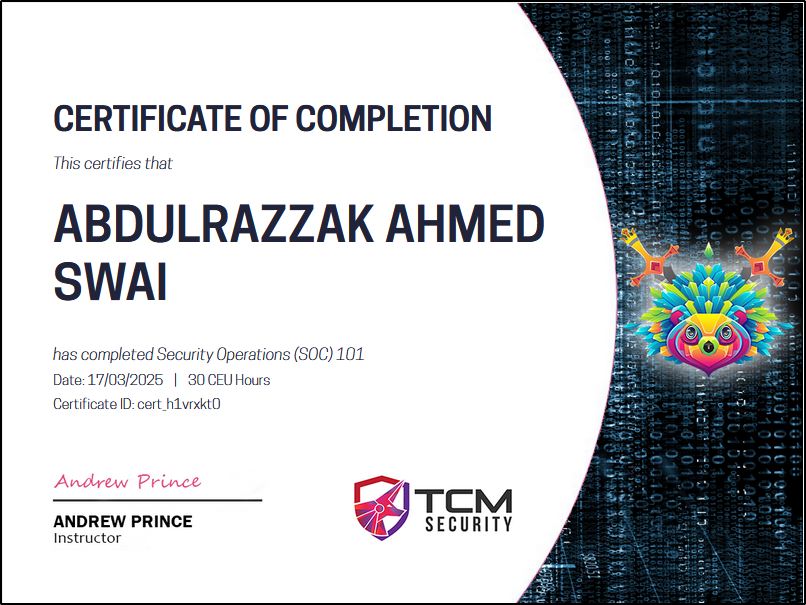 CERTIFICATE OF COMPLETION
This certifies that
ABDULRAZZAK AHMED
SWAI
has completed Security Operations (SOC) 101
Date: 17/03/2025 | 30 CEU Hours
Certificate ID: cert_h1vrxkt0
Andrew Prince
ANDREW PRINCE
Instructor
TCM
SECURITY